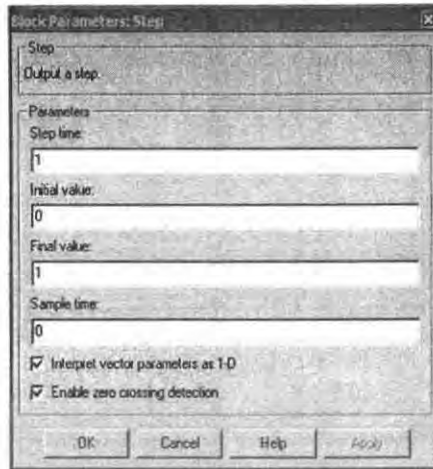 Block Parameters: Step
Step
Output a step.
Parameters
Step time:
1
Initial value:
0
Final value:
1
Sample time:
0
Interpret vector parameters as 1-D
Enable zero crossing detection
OK Cancel Help Apply